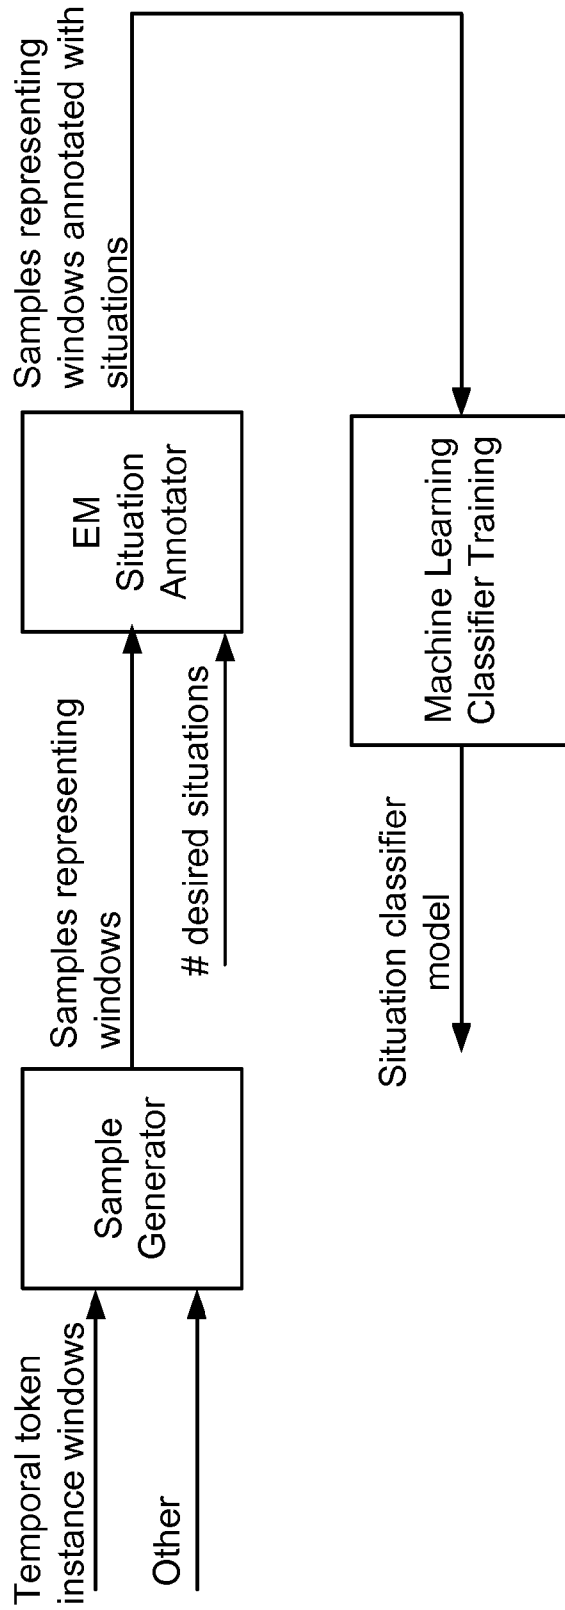 Temporal token
instance windows
Other
Sample
Generator
Samples representing
windows
# desired situations
EM
Situation
Annotator
Samples representing
windows annotated with
situations
Machine Learning
Classifier Training
Situation classifier
model